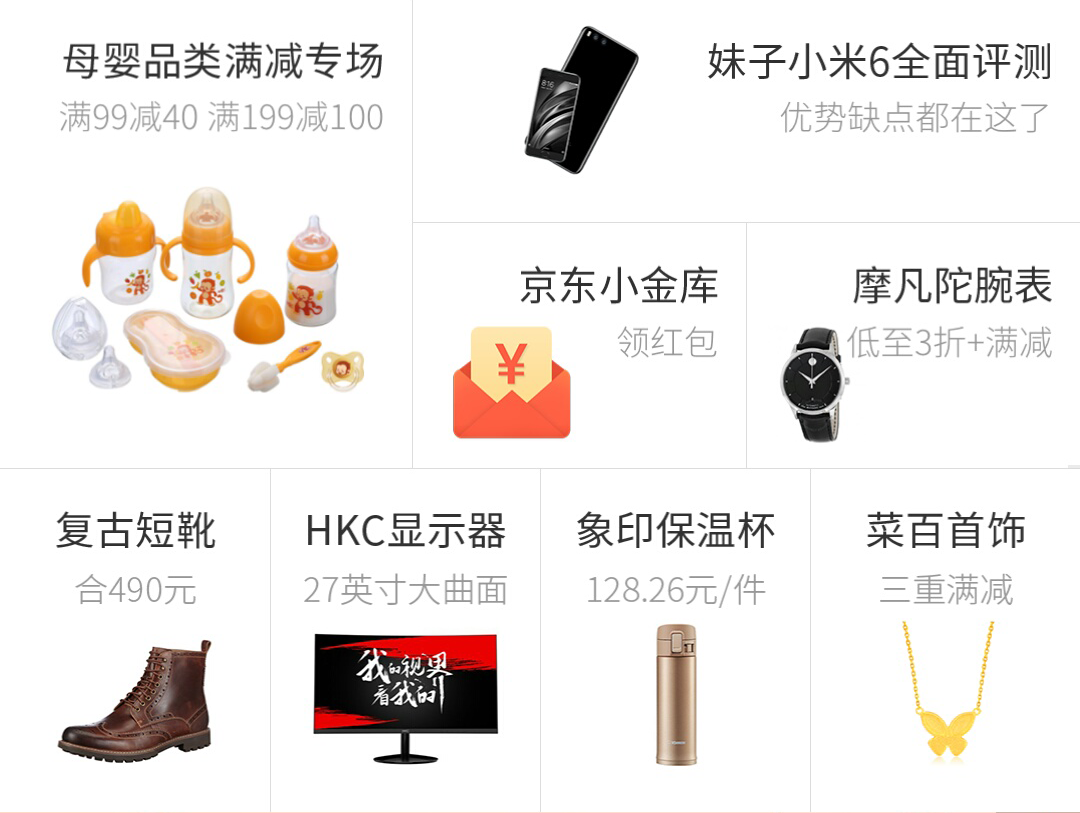 母婴品类满减专场
满99减40 满199减100
妹子小米6全面评测
优势缺点都在这了
8:16
京东小金库
领红包
¥
摩凡陀腕表
低至3折+满减
复古短靴
合490元
HKC显示器
27英寸大曲面
我的视界
看我的
象印保温杯
128.26元/件
菜百首饰
三重满减